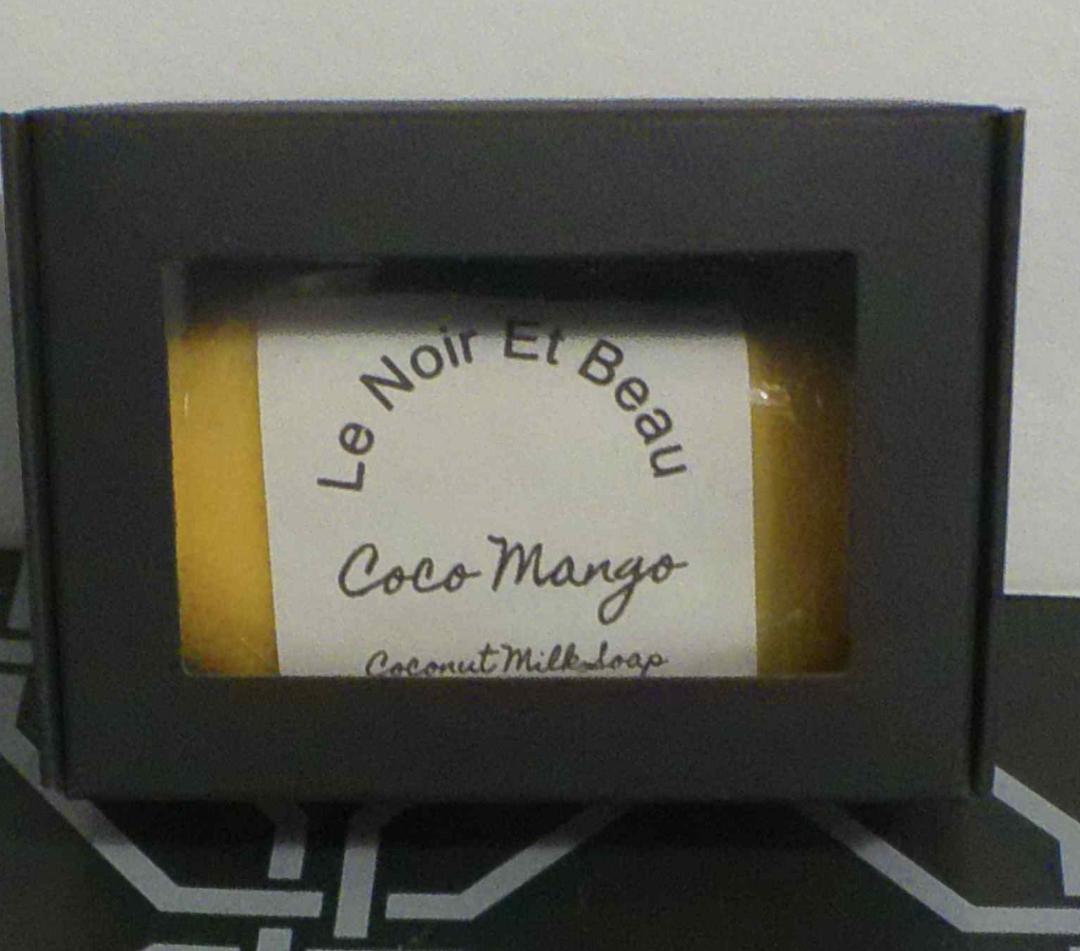 Le Noir Et Beau
Coco Mango
Coconut Milk Soap